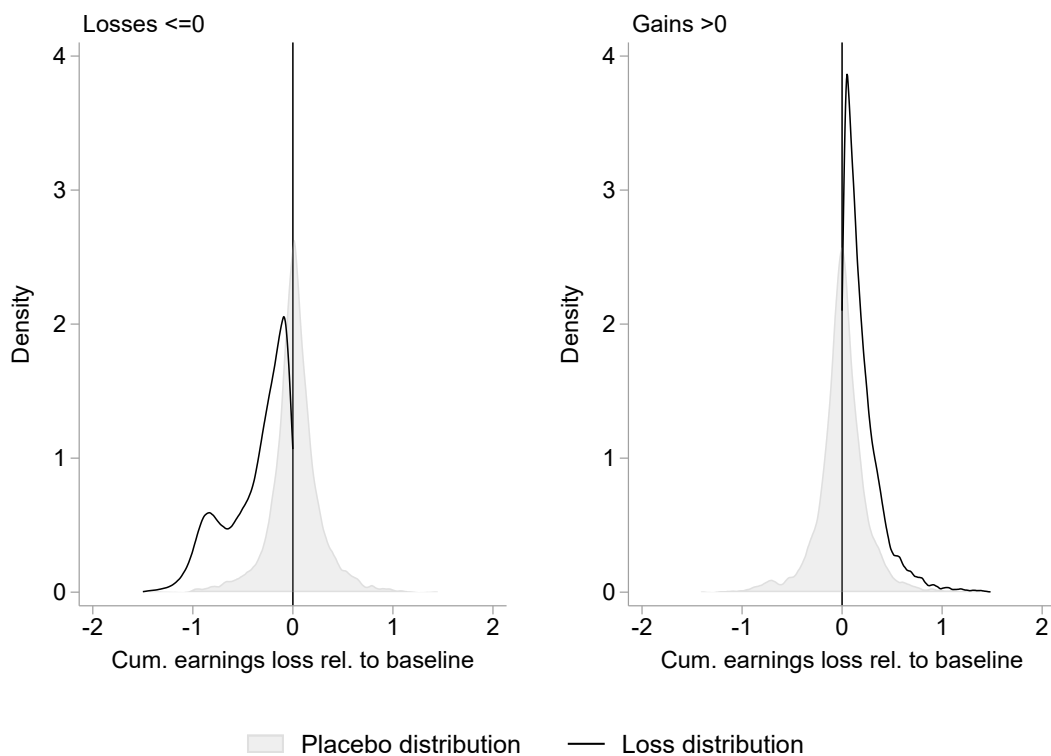 Losses <=0
4
3
2
1
0
Density
-2
-1
0
1
2
Cum. earnings loss rel. to baseline
Gains >0
4
3
2
1
0
Density
-2
-1
0
1
2
Cum. earnings loss rel. to baseline
Placebo distribution
Loss distribution